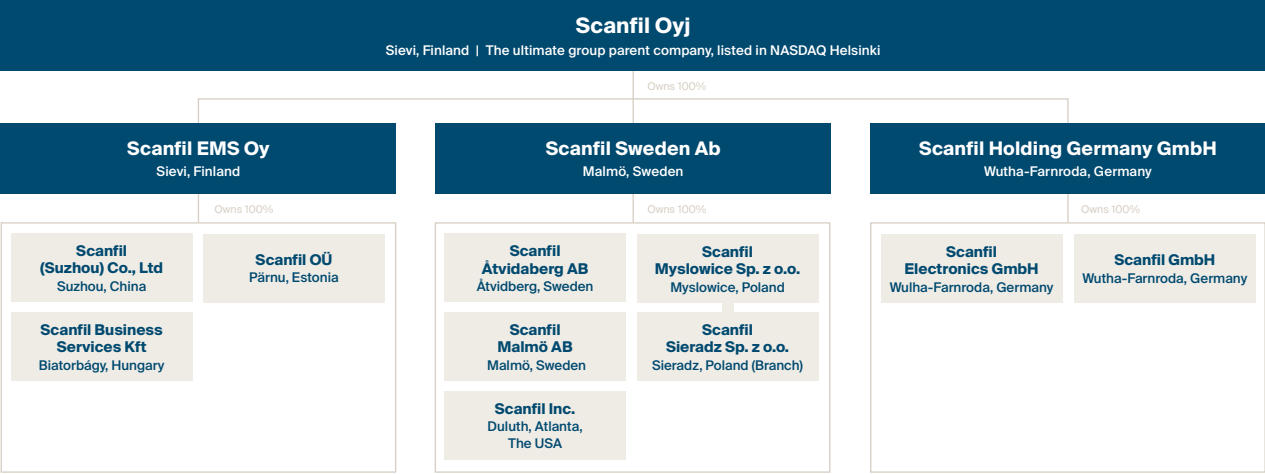 Scanfil Oyj
Sievi, Finland | The ultimate group parent company, listed in NASDAQ Helsinki
Owns 100%
Scanfil EMS Oy
Sievi, Finland
Scanfil Sweden Ab
Malmö, Sweden
Scanfil Holding Germany GmbH
Wutha-Farnroda, Germany
Owns 100%
Owns 100%
Owns 100%
Scanfil
(Suzhou) Co., Ltd
Suzhou, China
Scanfil OÜ
Pärnu, Estonia
Scanfil Business
Services Kft
Biatorbágy, Hungary
Scanfil
Åtvidaberg AB
Åtvidberg, Sweden
Scanfil
Myslowice Sp. z o.o.
Myslowice, Poland
Scanfil
Malmö AB
Malmö, Sweden
Scanfil
Sieradz Sp. z o.o.
Sieradz, Poland (Branch)
Scanfil Inc.
Duluth, Atlanta,
The USA
Scanfil
Electronics GmbH
Wulha-Farnroda, Germany
Scanfil GmbH
Wutha-Farnroda, Germany